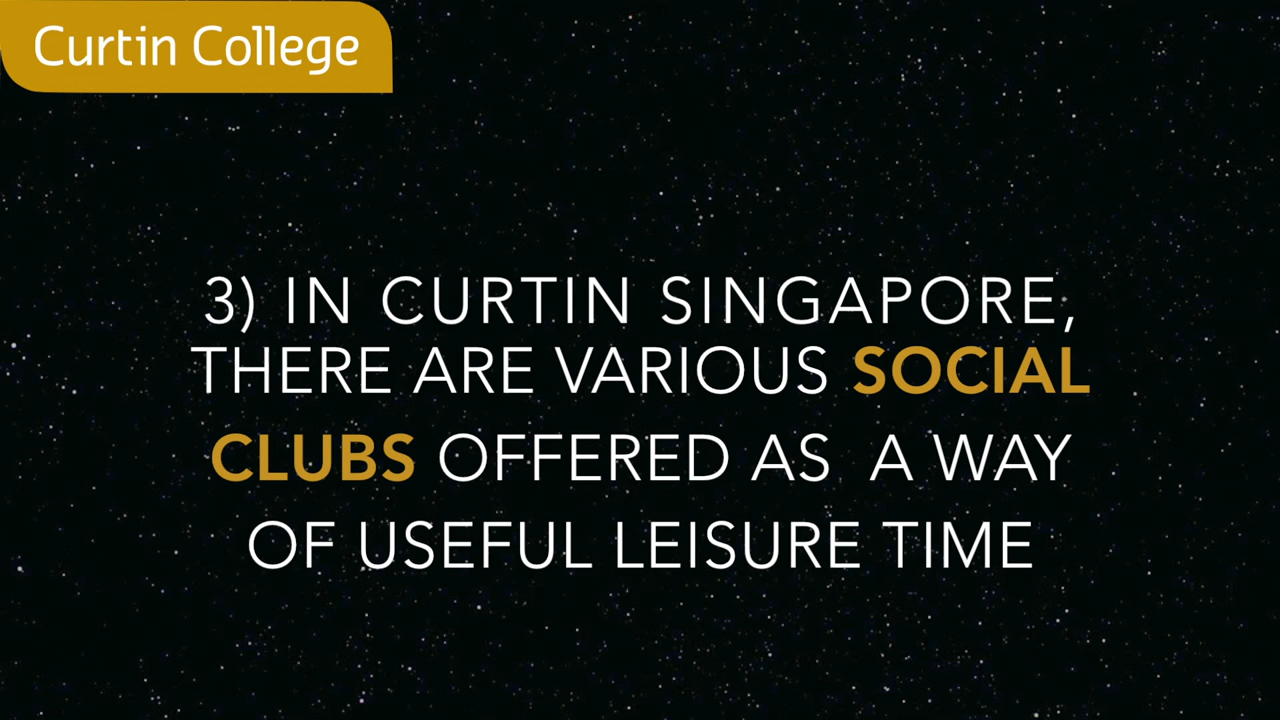 Curtin College
3) IN CURTIN SINGAPORE,
THERE ARE VARIOUS SOCIAL
CLUBS OFFERED AS  A WAY
OF USEFUL LEISURE TIME